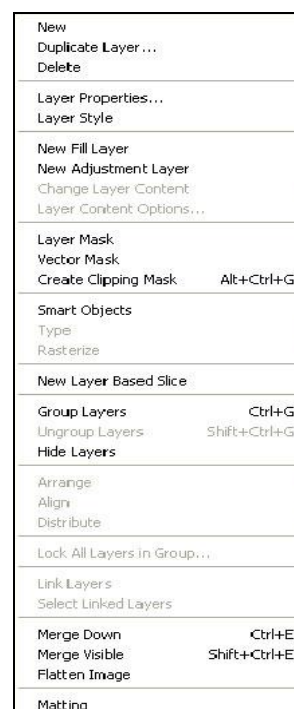 New
Duplicate Layer...
Delete
Layer Properties...
Layer Style
New Fill Layer
New Adjustment Layer
Change Layer Content
Layer Content Options...
Layer Mask
Vector Mask
Create Clipping Mask Alt+Ctrl+G
Smart Objects
Type
Rasterize
New Layer Based Slice
Group Layers Ctrl+G
Ungroup Layers Shift+Ctrl+G
Hide Layers
Arrange
Align
Distribute
Lock All Layers in Group...
Link Layers
Select Linked Layers
Merge Down Ctrl+E
Merge Visible Shift+Ctrl+E
Flatten Image
Matting